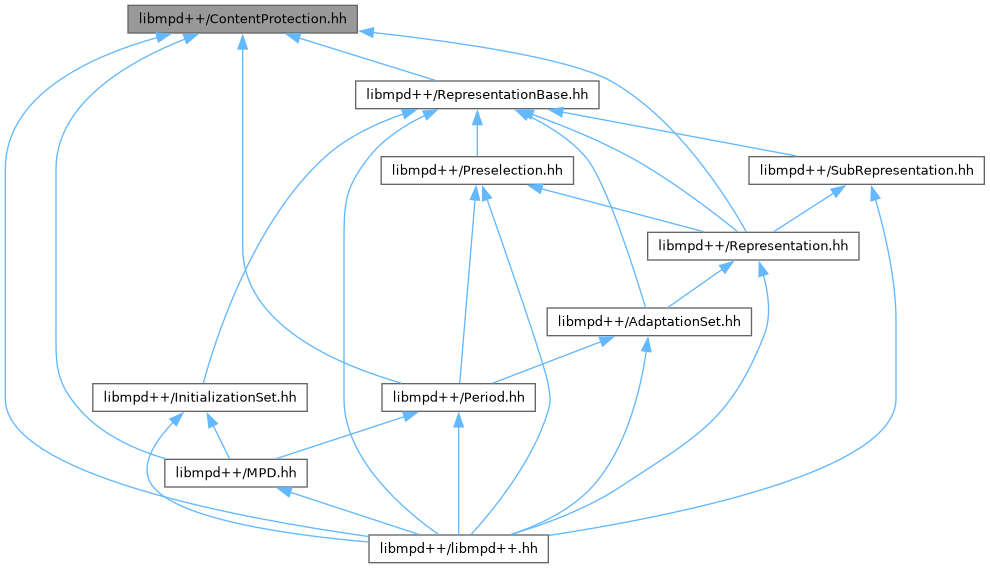 libmpd++/ContentProtection.hh
libmpd++/RepresentationBase.hh
libmpd++/Preselection.hh
libmpd++/SubRepresentation.hh
libmpd++/Representation.hh
libmpd++/AdaptationSet.hh
libmpd++/InitializationSet.hh
libmpd++/Period.hh
libmpd++/MPD.hh
libmpd++/libmpd++.hh